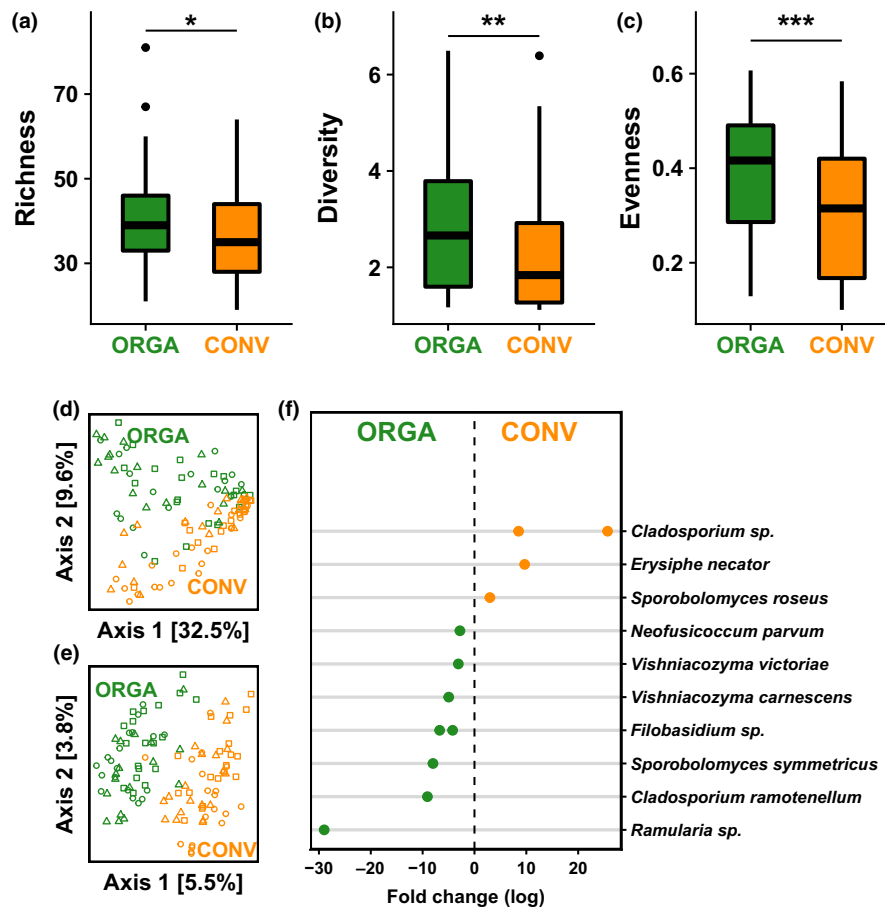 (a)
*
Richness
70
50
30
ORGA CONV
(b)
**
Diversity
6
4
2
ORGA CONV
(c)
***
Evenness
0.6
0.4
0.2
ORGA CONV
(d)
ORGA
CONV
Axis 2 [9.6%]
Axis 1 [32.5%]
(e)
ORGA
CONV
Axis 2 [3.8%]
Axis 1 [5.5%]
(f)
ORGA CONV
Cladosporium sp.
Erysiphe necator
Sporobolomyces roseus
Neofusicoccum parvum
Vishniacozyma victoriae
Vishniacozyma carnescens
Filobasidium sp.
Sporobolomyces symmetricus
Cladosporium ramotenellum
Ramularia sp.
–30 –20 –10 0 10 20
Fold change (log)